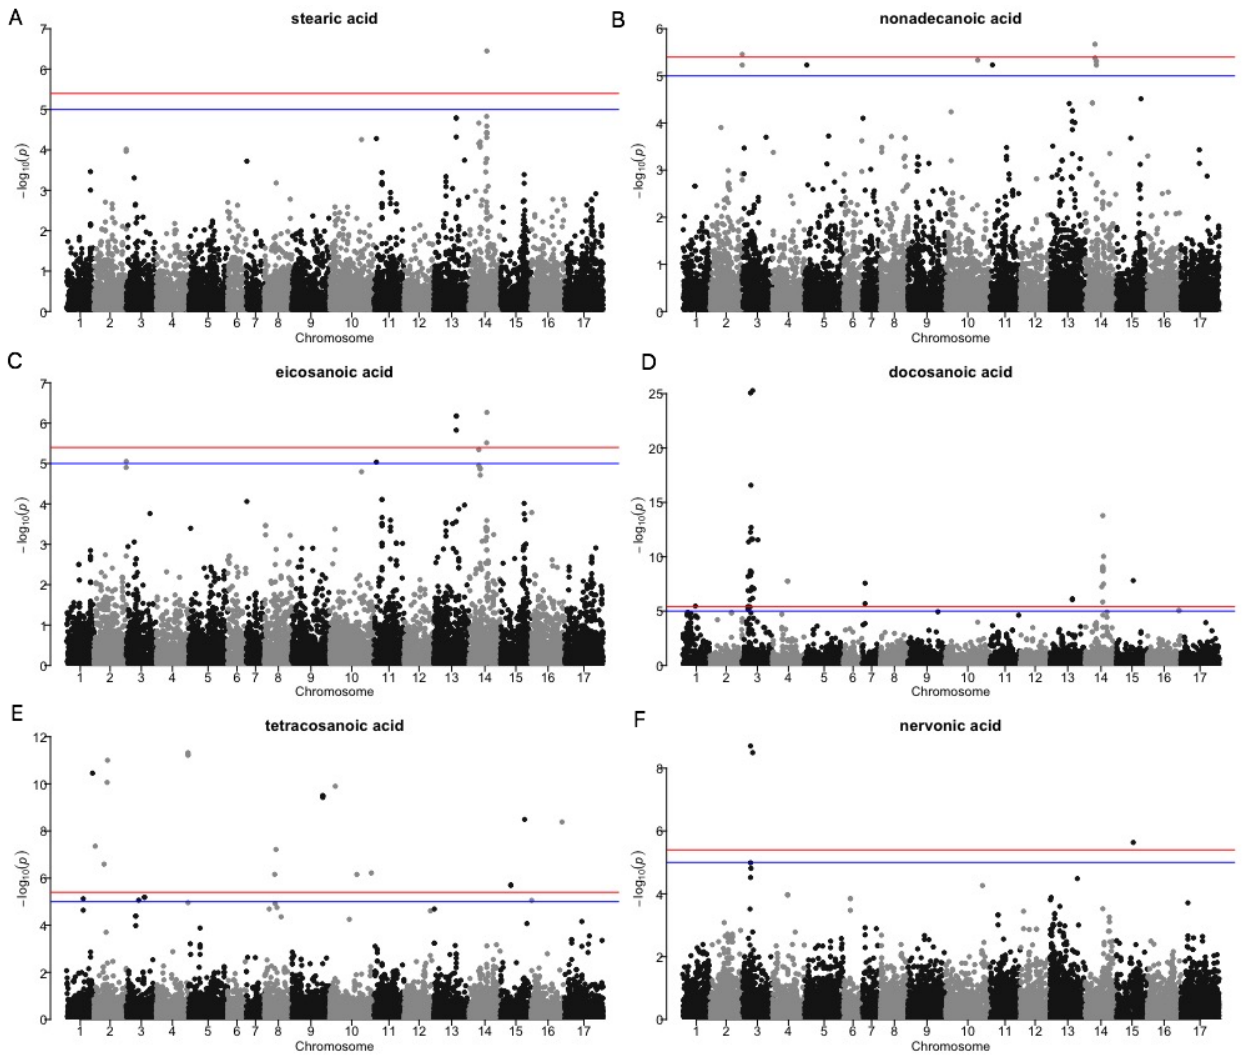 A
stearic acid
7
6
5
4
3
2
1
0
−log10(p)
1 2 3 4 5 6 7 9 10 11 12 13 14 15 16 17
Chromosome
B
nonadecanoic acid
6
5
4
3
2
1
0
−log10(p)
1 2 3 4 5 6 7 8 9 10 11 12 13 14 15 16 17
Chromosome
C
eicosanoic acid
7
6
5
4
3
2
1
0
−log10(p)
1 2 3 4 5 6 7 8 9 10 11 12 13 14 15 16 17
Chromosome
D
docosanoic acid
25
20
15
10
5
0
−log10(p)
1 2 3 4 5 6 7 8 9 10 11 12 13 14 15 16 17
Chromosome
E
tetracosanoic acid
12
10
8
6
4
2
0
−log10(p)
1 2 3 4 5 6 7 8 9 10 11 12 13 14 15 16 17
Chromosome
F
nervonic acid
8
6
4
2
0
−log10(p)
1 2 3 4 5 6 7 8 9 10 11 12 13 14 15 16 17
Chromosome